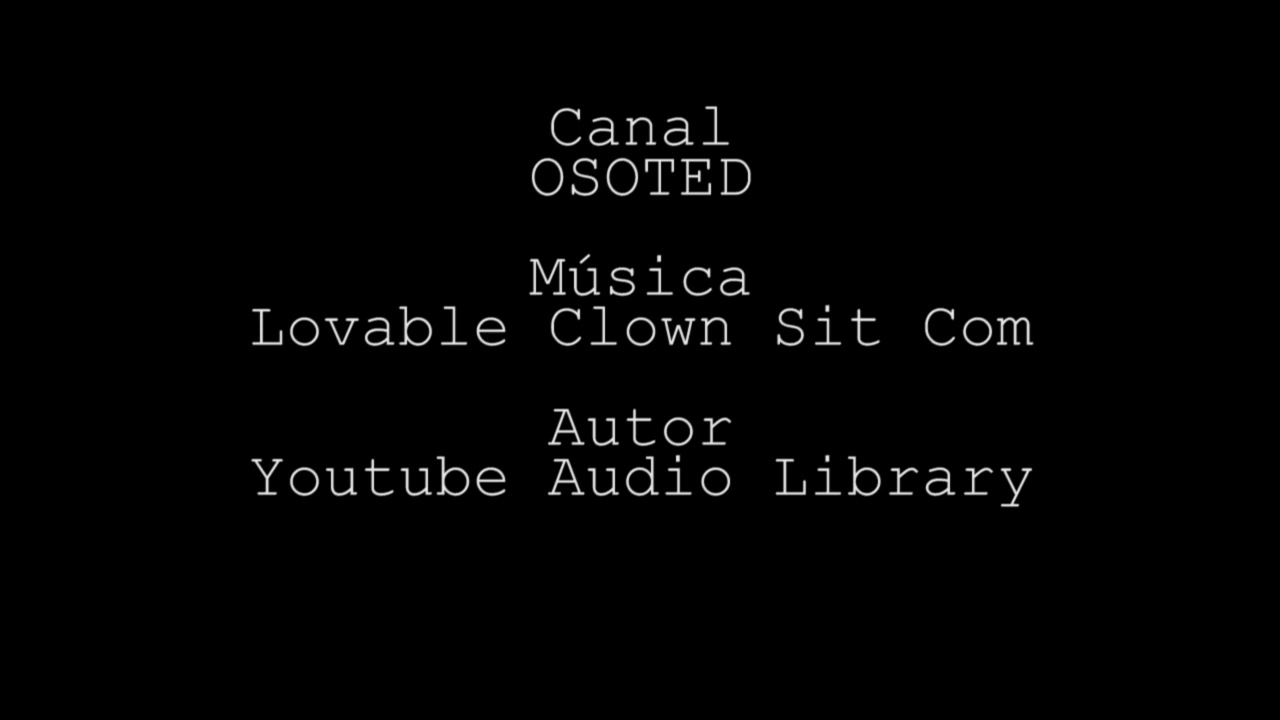 Canal
OSOTED
Música
Lovable Clown Sit Com
Autor
Youtube Audio Library